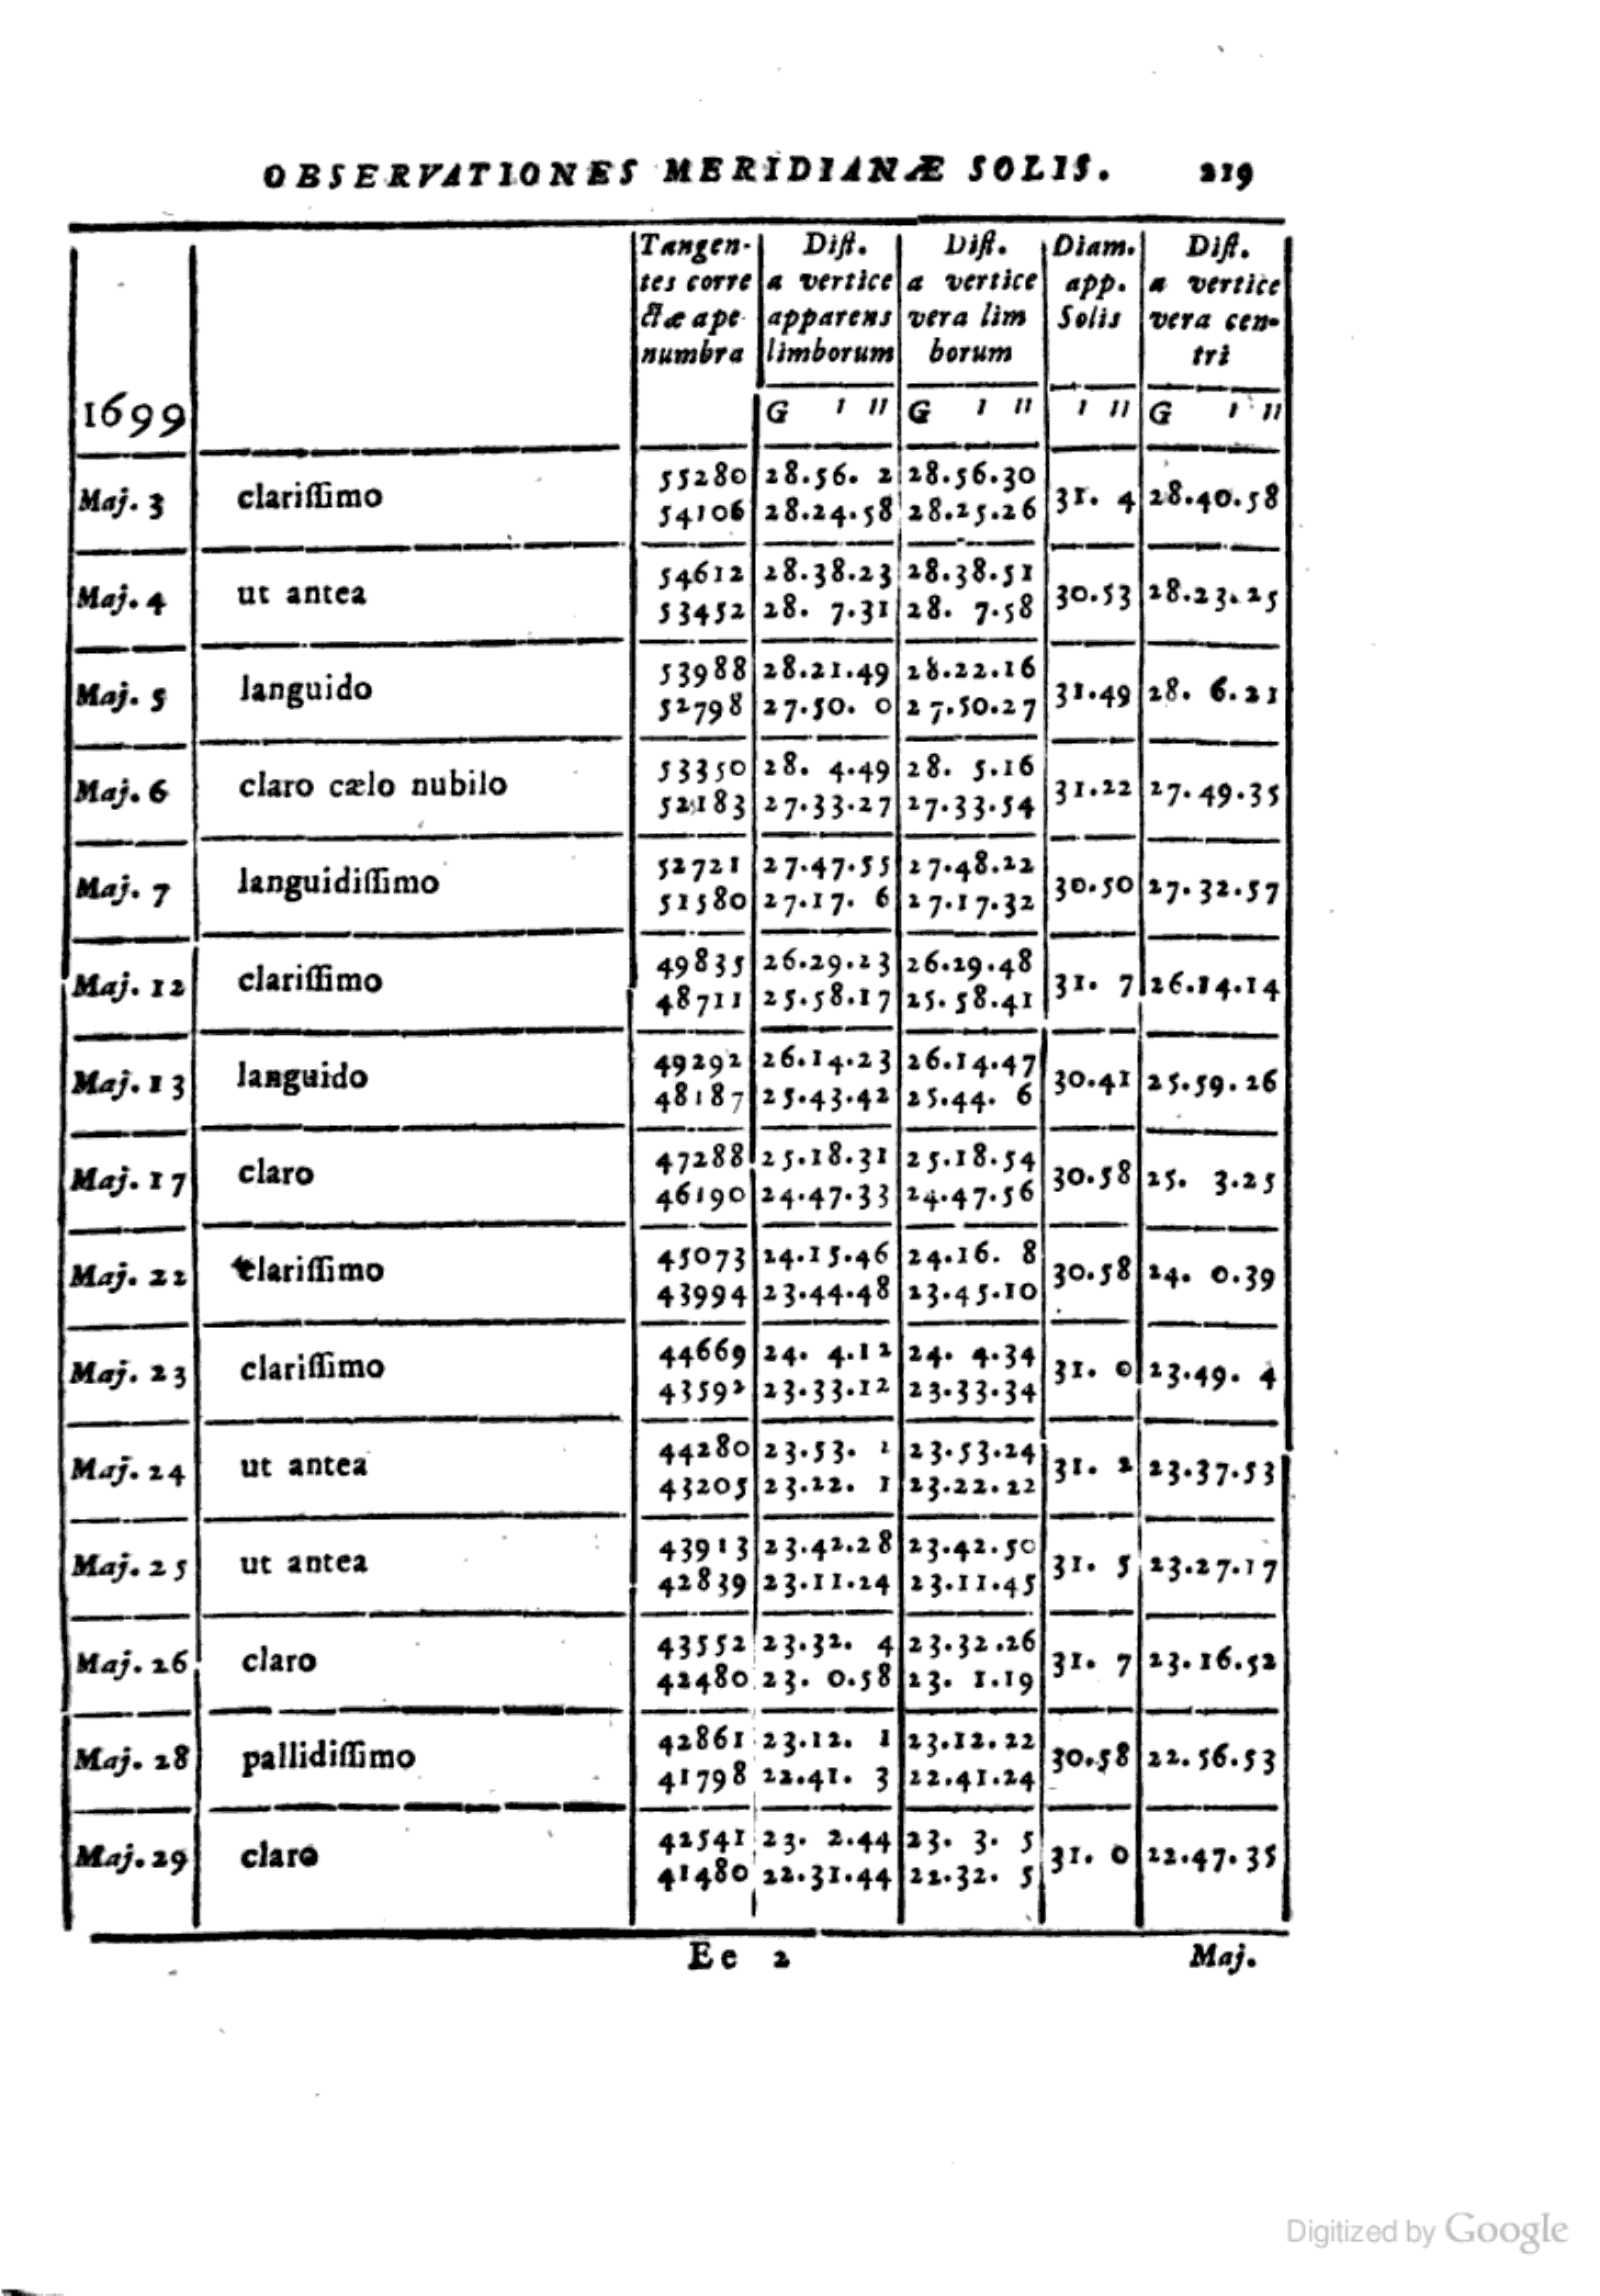 OBSERVATIONES MERIDIANÆ SOLIS. 219
1699
Tangen- Dist. Dist. Diam. Dist.
tes corre a vertice a vertice app. a vertice
ctæ a pe apparens vera lim Solis vera cen-
numbra limborum borum tri
G ı ıı G ı ıı ı ıı G ı ıı
55280 28.56. 2 28.56.30
Maj. 3 clarissimo 31. 4 28.40.58
54106 28.24.58 28.25.26
54612 28.38.23 28.38.51
Maj. 4 ut antea 30.53 28.23.25
53452 28. 7.31 28. 7.58
53988 28.21.49 28.22.16
Maj. 5 languido 31.49 28. 6.21
52798 27.50. 0 27.50.27
53350 28. 4.49 28. 5.16
Maj. 6 claro cælo nubilo 31.22 27.49.35
52183 27.33.27 27.33.54
52721 27.47.55 27.48.22
Maj. 7 languidissimo 30.50 27.32.57
51580 27.17. 6 27.17.32
49835 26.29.23 26.29.48
Maj. 12 clarissimo 31. 7 26.14.14
48711 25.58.17 25.58.41
49292 26.14.23 26.14.47
Maj. 13 languido 30.41 25.59.26
48187 25.43.42 25.44. 6
47288 25.18.31 25.18.54
Maj. 17 claro 30.58 25. 3.25
46190 24.47.33 24.47.56
45073 24.15.46 24.16. 8
Maj. 22 clarissimo 30.58 24. 0.39
43994 23.44.48 23.45.10
44669 24. 4.12 24. 4.34
Maj. 23 clarissimo 31. 0 23.49. 4
43592 23.33.12 23.33.34
44280 23.53. 2 23.53.24
Maj. 24 ut antea 31. 2 23.37.53
43205 23.22. 1 23.22.22
43913 23.42.28 23.42.50
Maj. 25 ut antea 31. 5 23.27.17
42839 23.11.24 23.11.45
43552 23.32. 4 23.32.26
Maj. 26 claro 31. 7 23.16.52
42480 23. 0.58 23. 1.19
42861 23.12. 1 23.12.22
Maj. 28 pallidissimo 30.58 22.56.53
41798 22.41. 3 22.41.24
42541 23. 2.44 23. 3. 5
Maj. 29 claro 31. 0 22.47.35
41480 22.31.44 22.32. 5
Ee 2 Maj.
Digitized by Google